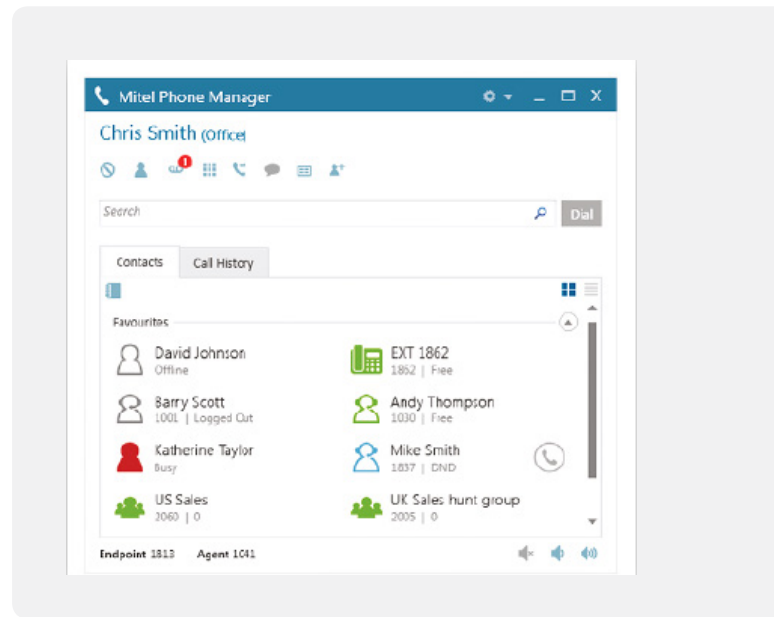 Mitel Phone Manager
Chris Smith (Office)
1
Search
Dial
Contacts
Call History
Favourites
David Johnson
Offline
EXT 1862
1862 | Free
Barry Scott
1001 | Logged Out
Andy Thompson
1030 | Free
Katherine Taylor
Busy
Mike Smith
1837 | DND
US Sales
2060 | 0
UK Sales hunt group
2005 | 0
Endpoint 1813 Agent 1041